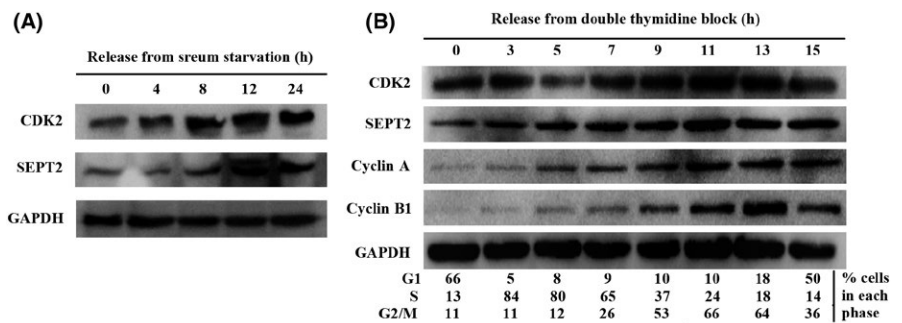 (A)
Release from sreum starvation (h)
0 4 8 12 24
CDK2
SEPT2
GAPDH
(B)
Release from double thymidine block (h)
0 3 5 7 9 11 13 15
CDK2
SEPT2
Cyclin A
Cyclin B1
GAPDH
G1 66 5 8 9 10 10 18 50 % cells
S 13 84 80 65 37 24 18 14 in each
G2/M 11 11 12 26 53 66 64 36 phase